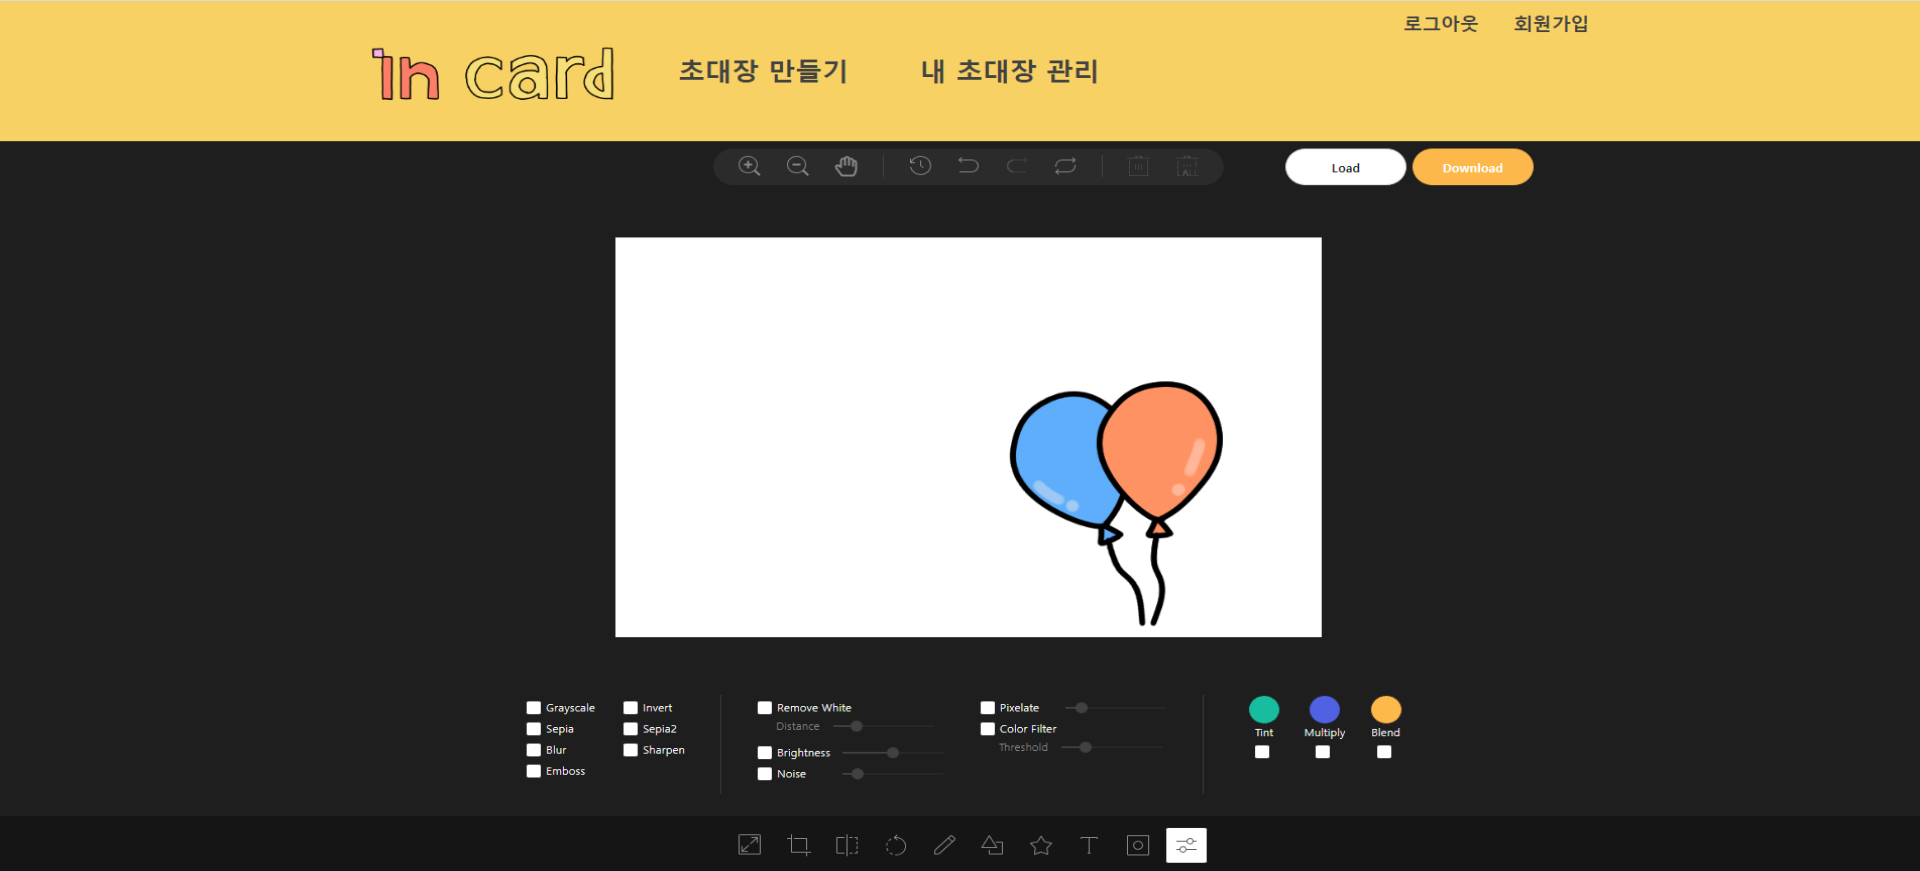 로그아웃 회원가입
in card 초대장 만들기 내 초대장 관리
ALL
Load Download
Grayscale Invert Remove White Pixelate
Distance
Sepia Sepia2 Color Filter
Threshold
Blur Sharpen Brightness
Emboss Noise
Tint Multiply Blend
T